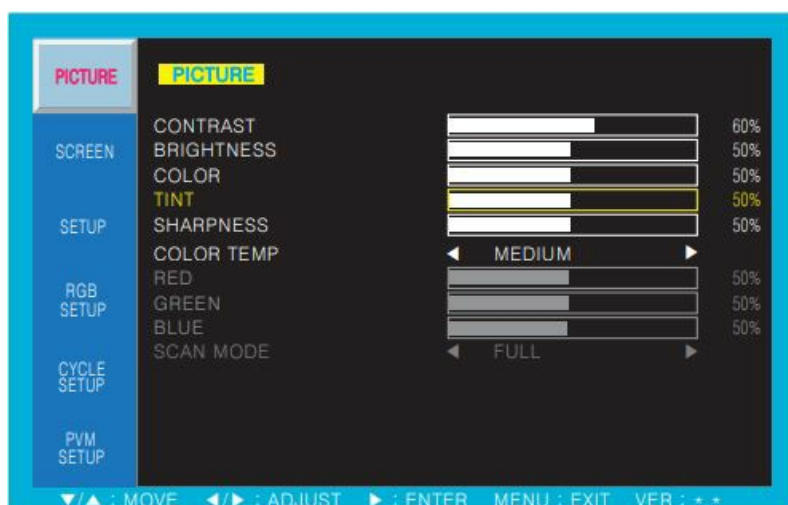 PICTURE
SCREEN
SETUP
RGB
SETUP
CYCLE
SETUP
PVM
SETUP
PICTURE
CONTRAST 60%
BRIGHTNESS 50%
COLOR 50%
TINT 50%
SHARPNESS 50%
COLOR TEMP ◀ MEDIUM ▶
RED 50%
GREEN 50%
BLUE 50%
SCAN MODE ◀ FULL ▶
▼/▲ : MOVE ◀/▶ : ADJUST ▶ : ENTER MENU : EXIT VER : * *